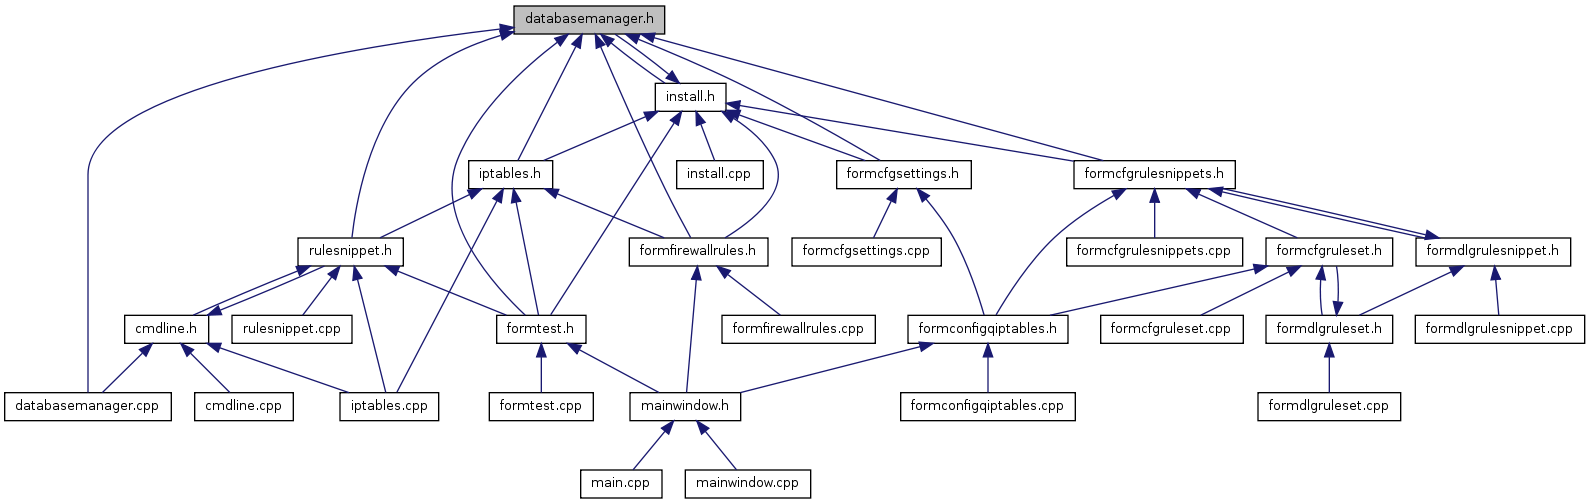 databasemanager.h
install.h
iptables.h
install.cpp
formcfgsettings.h
formcfgrulesnippets.h
rulesnippet.h
formfirewallrules.h
formcfgsettings.cpp
formcfgrulesnippets.cpp
formcfgruleset.h
formdlgrulesnippet.h
cmdline.h
rulesnippet.cpp
formtest.h
formfirewallrules.cpp
formconfigqiptables.h
formcfgruleset.cpp
formdlgruleset.h
formdlgrulesnippet.cpp
databasemanager.cpp
cmdline.cpp
iptables.cpp
formtest.cpp
mainwindow.h
formconfigqiptables.cpp
formdlgruleset.cpp
main.cpp
mainwindow.cpp